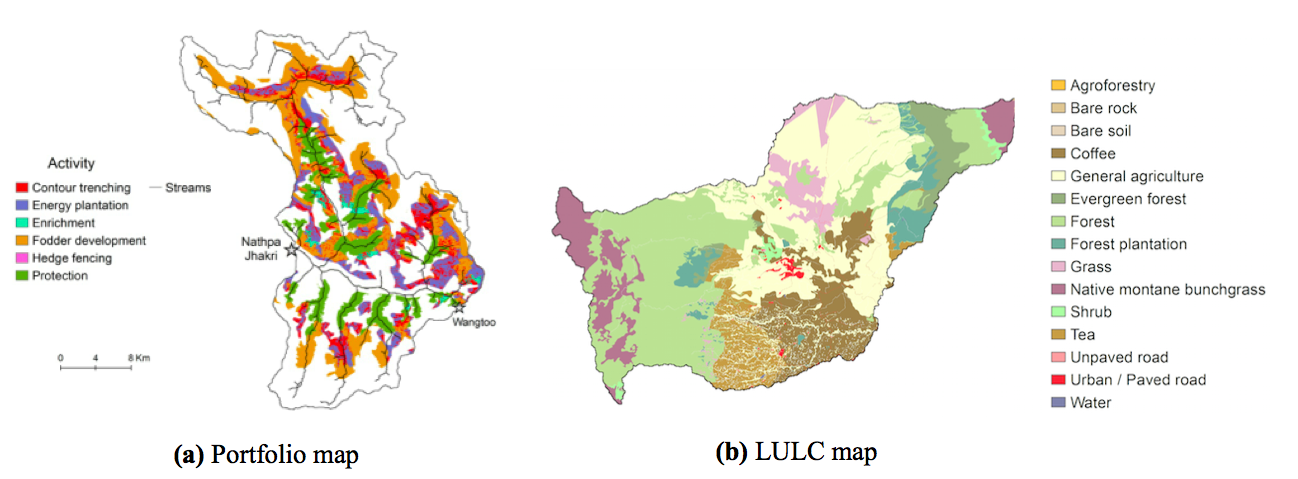 Activity
Contour trenching
Streams
Energy plantation
Enrichment
Fodder development
Hedge fencing
Protection
Nathpa
Jhakri
Wangtoo
0 4 8 Km
(a) Portfolio map
Agroforestry
Bare rock
Bare soil
Coffee
General agriculture
Evergreen forest
Forest
Forest plantation
Grass
Native montane bunchgrass
Shrub
Tea
Unpaved road
Urban / Paved road
Water
(b) LULC map